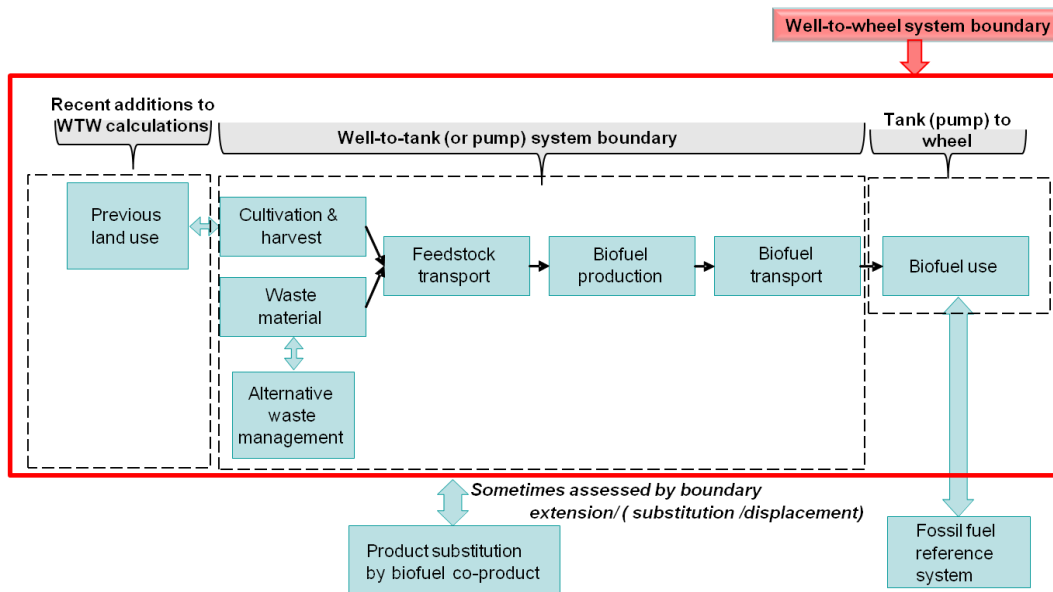 Well-to-wheel system boundary
Recent additions to
WTW calculations
Well-to-tank (or pump) system boundary
Tank (pump) to
wheel
Previous
land use
Cultivation &
harvest
Waste
material
Alternative
waste
management
Feedstock
transport
Biofuel
production
Biofuel
transport
Biofuel use
Sometimes assessed by boundary
extension/ ( substitution /displacement)
Product substitution
by biofuel co-product
Fossil fuel
reference
system